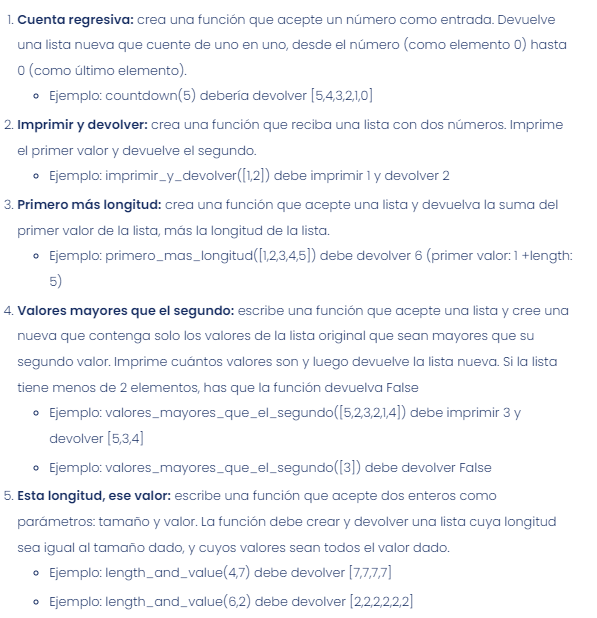 1. Cuenta regresiva: crea una función que acepte un número como entrada. Devuelve
una lista nueva que cuente de uno en uno, desde el número (como elemento 0) hasta
0 (como último elemento).
Ejemplo: countdown(5) debería devolver [5,4,3,2,1,0]
2. Imprimir y devolver: crea una función que reciba una lista con dos números. Imprime
el primer valor y devuelve el segundo.
Ejemplo: imprimir_y_devolver([1,2]) debe imprimir 1 y devolver 2
3. Primero más longitud: crea una función que acepte una lista y devuelva la suma del
primer valor de la lista, más la longitud de la lista.
Ejemplo: primero_mas_longitud([1,2,3,4,5]) debe devolver 6 (primer valor: 1 +length:
5)
4. Valores mayores que el segundo: escribe una función que acepte una lista y cree una
nueva que contenga solo los valores de la lista original que sean mayores que su
segundo valor. Imprime cuántos valores son y luego devuelve la lista nueva. Si la lista
tiene menos de 2 elementos, has que la función devuelva False
Ejemplo: valores_mayores_que_el_segundo([5,2,3,2,1,4]) debe imprimir 3 y
devolver [5,3,4]
Ejemplo: valores_mayores_que_el_segundo([3]) debe devolver False
5. Esta longitud, ese valor: escribe una función que acepte dos enteros como
parámetros: tamaño y valor. La función debe crear y devolver una lista cuya longitud
sea igual al tamaño dado, y cuyos valores sean todos el valor dado.
Ejemplo: length_and_value(4,7) debe devolver [7,7,7,7]
Ejemplo: length_and_value(6,2) debe devolver [2,2,2,2,2,2]